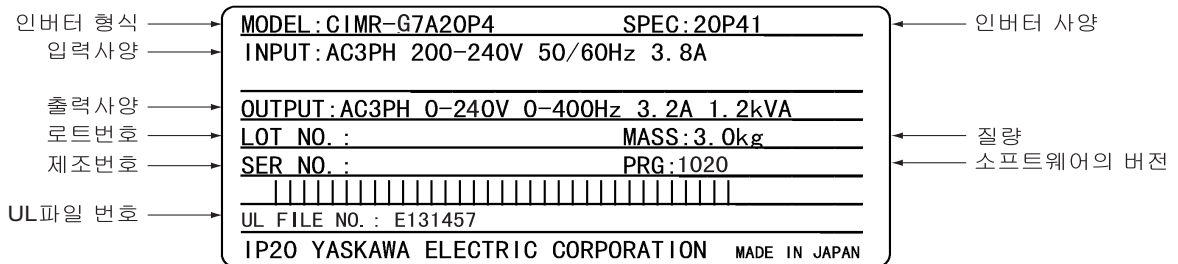 인버터 형식 MODEL:CIMR-G7A20P4 SPEC:20P41 인버터 사양
입력사양 INPUT:AC3PH 200-240V 50/60Hz 3.8A
출력사양 OUTPUT:AC3PH 0-240V 0-400Hz 3.2A 1.2kVA
로트번호 LOT NO.: MASS:3.0kg 질량
제조번호 SER NO.: PRG:1020 소프트웨어의 버전
UL파일 번호 UL FILE NO.: E131457
IP20 YASKAWA ELECTRIC CORPORATION MADE IN JAPAN